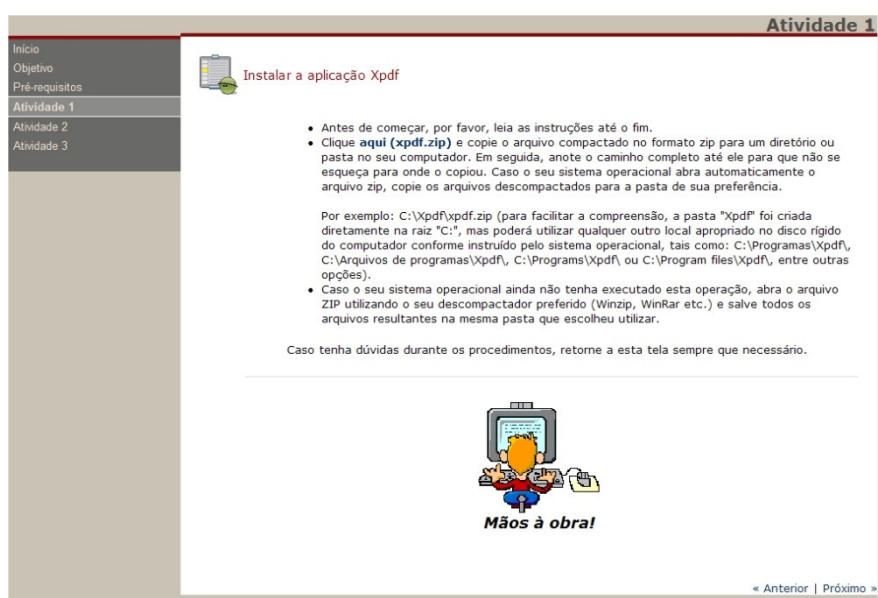 Atividade 1
Início
Objetivo
Pré-requisitos
Atividade 1
Atividade 2
Atividade 3
Instalar a aplicação Xpdf
• Antes de começar, por favor, leia as instruções até o fim.
• Clique aqui (xpdf.zip) e copie o arquivo compactado no formato zip para um diretório ou
pasta no seu computador. Em seguida, anote o caminho completo até ele para que não se
esqueça para onde o copiou. Caso o seu sistema operacional abra automaticamente o
arquivo zip, copie os arquivos descompactados para a pasta de sua preferência.
Por exemplo: C:\Xpdf\xpdf.zip (para facilitar a compreensão, a pasta "Xpdf" foi criada
diretamente na raiz "C:", mas poderá utilizar qualquer outro local apropriado no disco rígido
do computador conforme instruído pelo sistema operacional, tais como: C:\Programas\Xpdf\,
C:\Arquivos de programas\Xpdf\, C:\Programs\Xpdf\ ou C:\Program files\Xpdf\, entre outras
opções).
• Caso o seu sistema operacional ainda não tenha executado esta operação, abra o arquivo
ZIP utilizando o seu descompactador preferido (Winzip, WinRar etc.) e salve todos os
arquivos resultantes na mesma pasta que escolheu utilizar.
Caso tenha dúvidas durante os procedimentos, retorne a esta tela sempre que necessário.
Mãos à obra!
« Anterior | Próximo »